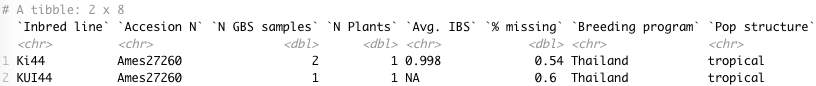 # A tibble: 2 x 8
`Inbred line` `Accesion N` `N GBS samples` `N Plants` `Avg. IBS` `% missing` `Breeding program` `Pop structure`
<chr> <chr> <dbl> <dbl> <chr> <dbl> <chr> <chr>
1 Ki44 Ames27260 2 1 0.998 0.54 Thailand tropical
2 KUI44 Ames27260 1 1 NA 0.6 Thailand tropical